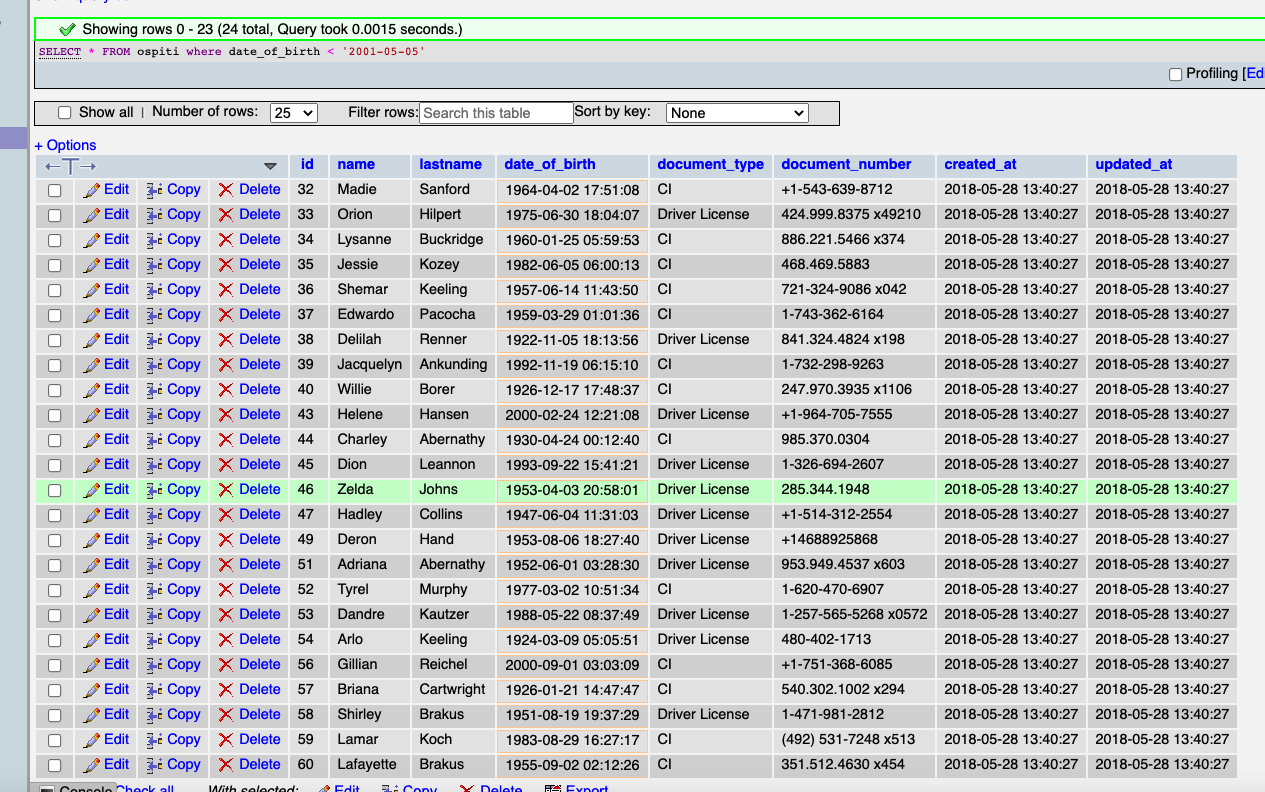 Showing rows 0 - 23 (24 total, Query took 0.0015 seconds.)
SELECT * FROM ospiti where date_of_birth < '2001-05-05'
Profiling [Edi
Show all | Number of rows: 25 Filter rows: Search this table Sort by key: None
+ Options
←T→ id name lastname date_of_birth document_type document_number created_at updated_at
Edit Copy Delete 32 Madie Sanford 1964-04-02 17:51:08 CI +1-543-639-8712 2018-05-28 13:40:27 2018-05-28 13:40:27
Edit Copy Delete 33 Orion Hilpert 1975-06-30 18:04:07 Driver License 424.999.8375 x49210 2018-05-28 13:40:27 2018-05-28 13:40:27
Edit Copy Delete 34 Lysanne Buckridge 1960-01-25 05:59:53 CI 886.221.5466 x374 2018-05-28 13:40:27 2018-05-28 13:40:27
Edit Copy Delete 35 Jessie Kozey 1982-06-05 06:00:13 CI 468.469.5883 2018-05-28 13:40:27 2018-05-28 13:40:27
Edit Copy Delete 36 Shemar Keeling 1957-06-14 11:43:50 CI 721-324-9086 x042 2018-05-28 13:40:27 2018-05-28 13:40:27
Edit Copy Delete 37 Edwardo Pacocha 1959-03-29 01:01:36 CI 1-743-362-6164 2018-05-28 13:40:27 2018-05-28 13:40:27
Edit Copy Delete 38 Delilah Renner 1922-11-05 18:13:56 Driver License 841.324.4824 x198 2018-05-28 13:40:27 2018-05-28 13:40:27
Edit Copy Delete 39 Jacquelyn Ankunding 1992-11-19 06:15:10 CI 1-732-298-9263 2018-05-28 13:40:27 2018-05-28 13:40:27
Edit Copy Delete 40 Willie Borer 1926-12-17 17:48:37 CI 247.970.3935 x1106 2018-05-28 13:40:27 2018-05-28 13:40:27
Edit Copy Delete 43 Helene Hansen 2000-02-24 12:21:08 Driver License +1-964-705-7555 2018-05-28 13:40:27 2018-05-28 13:40:27
Edit Copy Delete 44 Charley Abernathy 1930-04-24 00:12:40 CI 985.370.0304 2018-05-28 13:40:27 2018-05-28 13:40:27
Edit Copy Delete 45 Dion Leannon 1993-09-22 15:41:21 Driver License 1-326-694-2607 2018-05-28 13:40:27 2018-05-28 13:40:27
Edit Copy Delete 46 Zelda Johns 1953-04-03 20:58:01 Driver License 285.344.1948 2018-05-28 13:40:27 2018-05-28 13:40:27
Edit Copy Delete 47 Hadley Collins 1947-06-04 11:31:03 Driver License +1-514-312-2554 2018-05-28 13:40:27 2018-05-28 13:40:27
Edit Copy Delete 49 Deron Hand 1953-08-06 18:27:40 Driver License +14688925868 2018-05-28 13:40:27 2018-05-28 13:40:27
Edit Copy Delete 51 Adriana Abernathy 1952-06-01 03:28:30 Driver License 953.949.4537 x603 2018-05-28 13:40:27 2018-05-28 13:40:27
Edit Copy Delete 52 Tyrel Murphy 1977-03-02 10:51:34 CI 1-620-470-6907 2018-05-28 13:40:27 2018-05-28 13:40:27
Edit Copy Delete 53 Dandre Kautzer 1988-05-22 08:37:49 Driver License 1-257-565-5268 x0572 2018-05-28 13:40:27 2018-05-28 13:40:27
Edit Copy Delete 54 Arlo Keeling 1924-03-09 05:05:51 Driver License 480-402-1713 2018-05-28 13:40:27 2018-05-28 13:40:27
Edit Copy Delete 56 Gillian Reichel 2000-09-01 03:03:09 CI +1-751-368-6085 2018-05-28 13:40:27 2018-05-28 13:40:27
Edit Copy Delete 57 Briana Cartwright 1926-01-21 14:47:47 CI 540.302.1002 x294 2018-05-28 13:40:27 2018-05-28 13:40:27
Edit Copy Delete 58 Shirley Brakus 1951-08-19 19:37:29 Driver License 1-471-981-2812 2018-05-28 13:40:27 2018-05-28 13:40:27
Edit Copy Delete 59 Lamar Koch 1983-08-29 16:27:17 CI (492) 531-7248 x513 2018-05-28 13:40:27 2018-05-28 13:40:27
Edit Copy Delete 60 Lafayette Brakus 1955-09-02 02:12:26 CI 351.512.4630 x454 2018-05-28 13:40:27 2018-05-28 13:40:27
Console Check all With selected: Edit Copy Delete Export